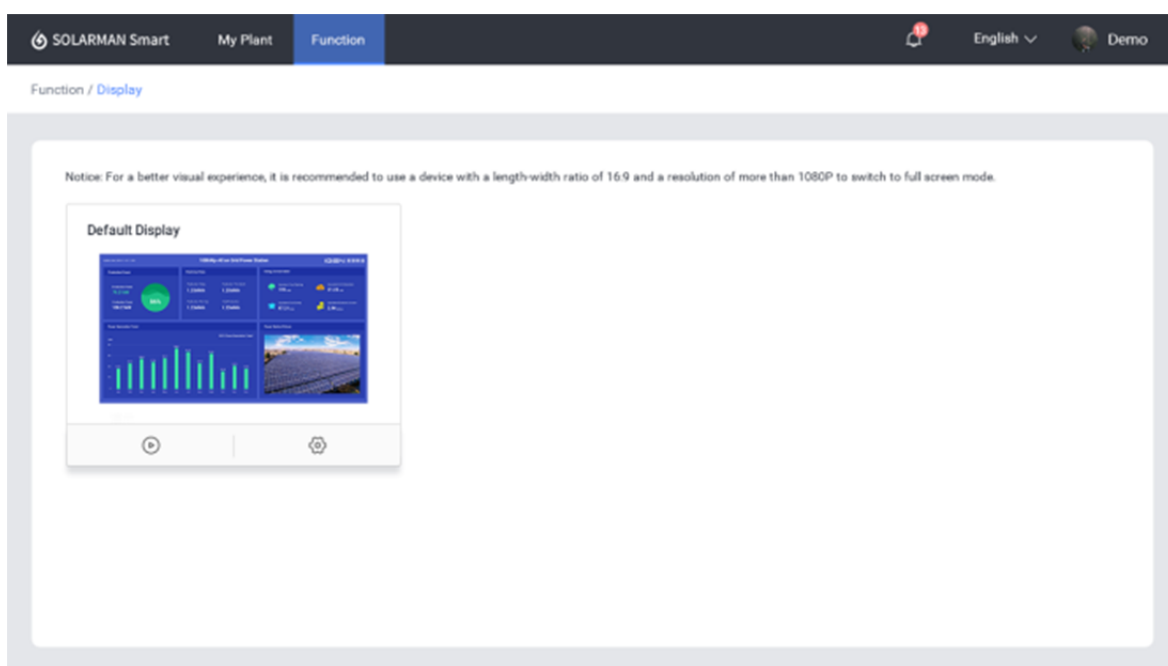 SOLARMAN Smart My Plant Function 13 English Demo
Function / Display
Notice: For a better visual experience, it is recommended to use a device with a length-width ratio of 16:9 and a resolution of more than 1080P to switch to full screen mode.
Default Display